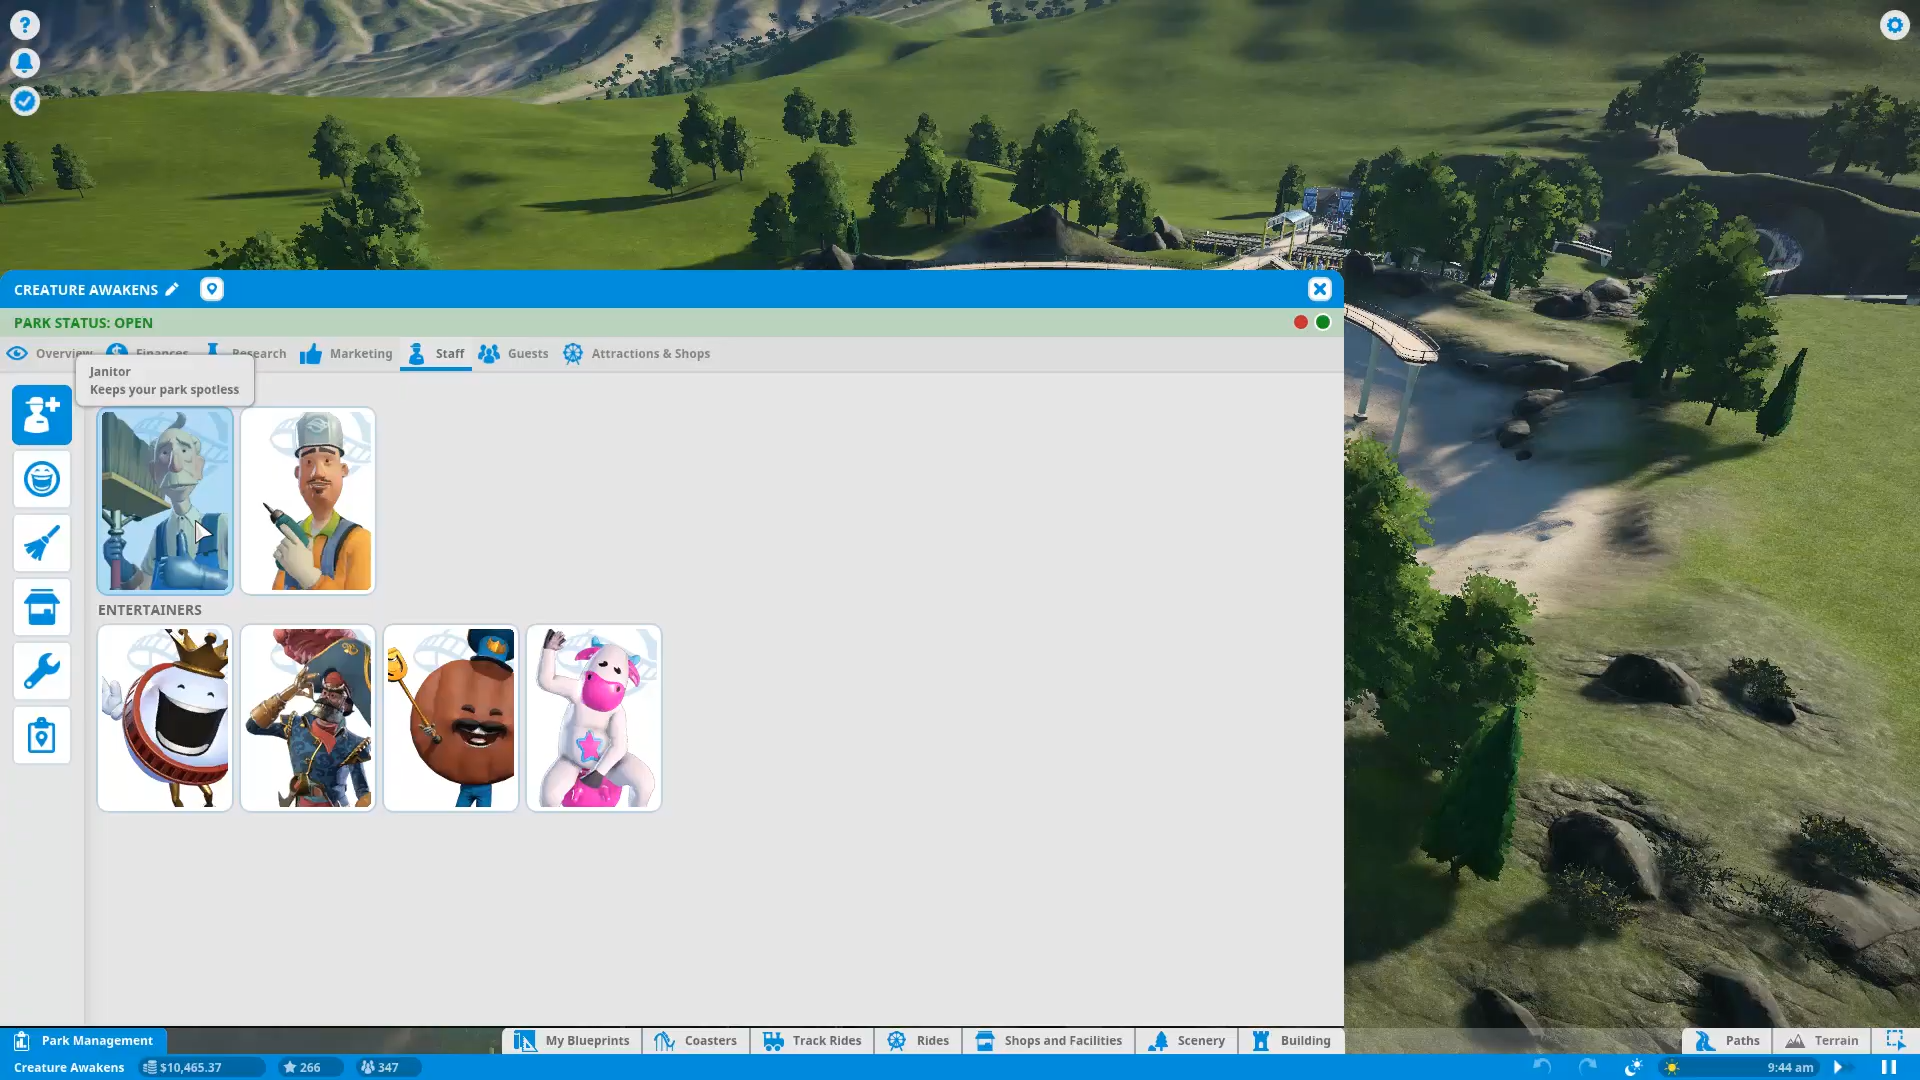 CREATURE AWAKENS
PARK STATUS: OPEN
Overview Finances Research Marketing Staff Guests Attractions & Shops
Janitor
Keeps your park spotless
ENTERTAINERS
Park Management My Blueprints Coasters Track Rides Rides Shops and Facilities Scenery Building Paths Terrain
Creature Awakens $10,465.37 266 347 9:44 am